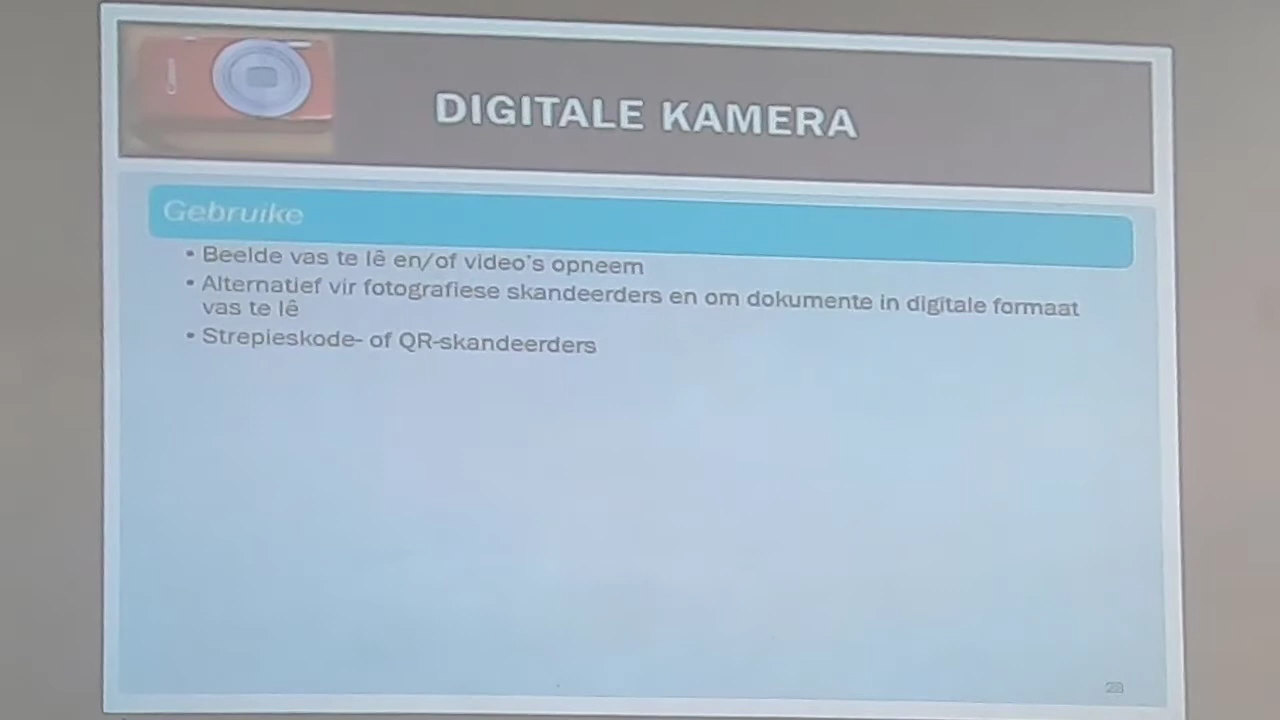 Canon
DIGITALE KAMERA
Gebruike
• Beelde vas te lê en/of video's opneem
• Alternatief vir fotografiese skandeerders en om dokumente in digitale formaat
vas te lê
• Strepieskode- of QR-skandeerders